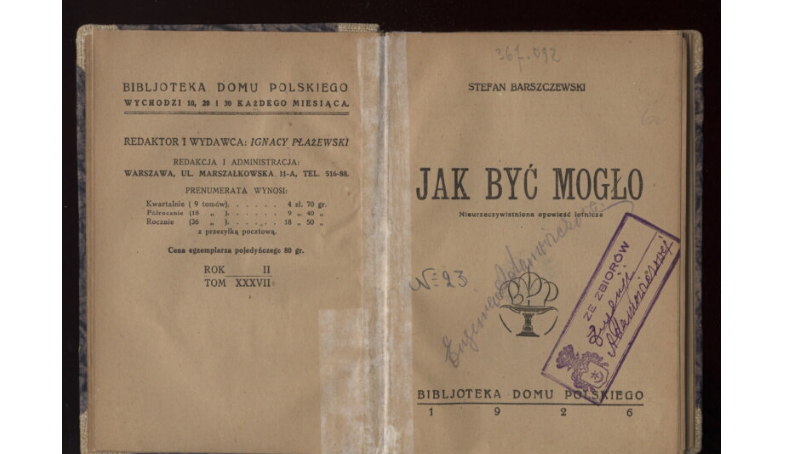 BIBLJOTEKA DOMU POLSKIEGO
WYCHODZI 10, 20 I 30 KAŻDEGO MIESIĄCA.
REDAKTOR I WYDAWCA: IGNACY PŁAŻEWSKI
REDAKCJA I ADMINISTRACJA:
WARSZAWA, UL. MARSZAŁKOWSKA 11-A, TEL. 516-88.
PRENUMERATA WYNOSI:
Kwartalnie ( 9 tomów). . . . . 4 zł. 70 gr.
Półrocznie (18 „ ). . . . . 9 „ 40 „
Rocznie (36 „ ). . . . . 18 „ 50 „
z przesyłką pocztową.
Cena egzemplarza pojedyńczego 80 gr.
ROK II
TOM XXXVII
367.092
STEFAN BARSZCZEWSKI
JAK BYĆ MOGŁO
Nieurzeczywistniona opowieść lotnicza
№ 23
ZE ZBIORÓW
BIBLJOTEKA DOMU POLSKIEGO
1 9 2 6